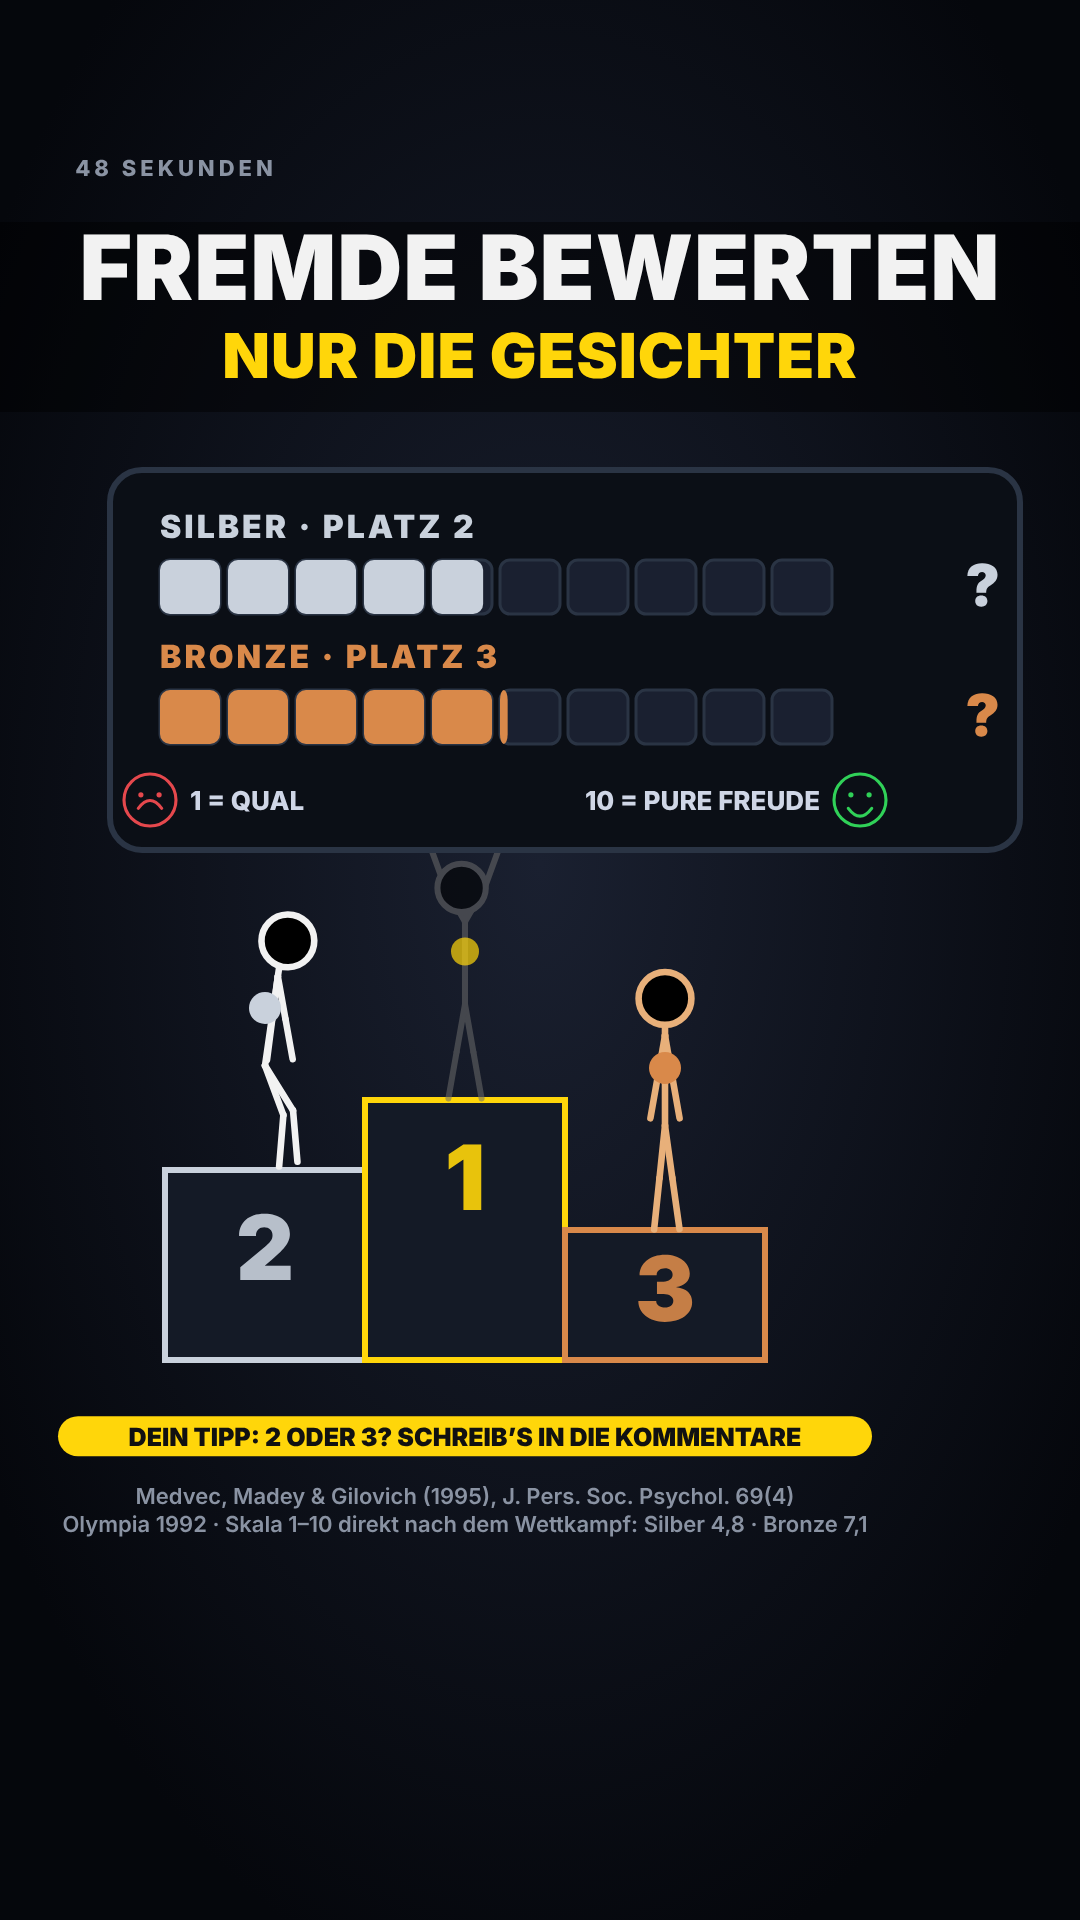 48 SEKUNDEN
FREMDE BEWERTEN
NUR DIE GESICHTER
SILBER · PLATZ 2
?
BRONZE · PLATZ 3
?
1 = QUAL
10 = PURE FREUDE
1
2
3
DEIN TIPP: 2 ODER 3? SCHREIB’S IN DIE KOMMENTARE
Medvec, Madey & Gilovich (1995), J. Pers. Soc. Psychol. 69(4)
Olympia 1992 · Skala 1–10 direkt nach dem Wettkampf: Silber 4,8 · Bronze 7,1